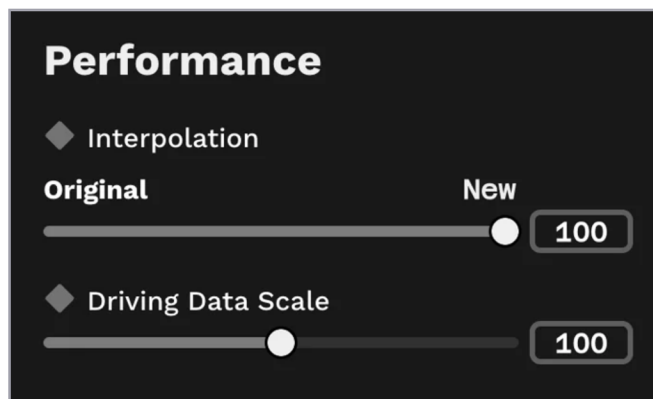 Performance
Interpolation
Original New
100
Driving Data Scale
100